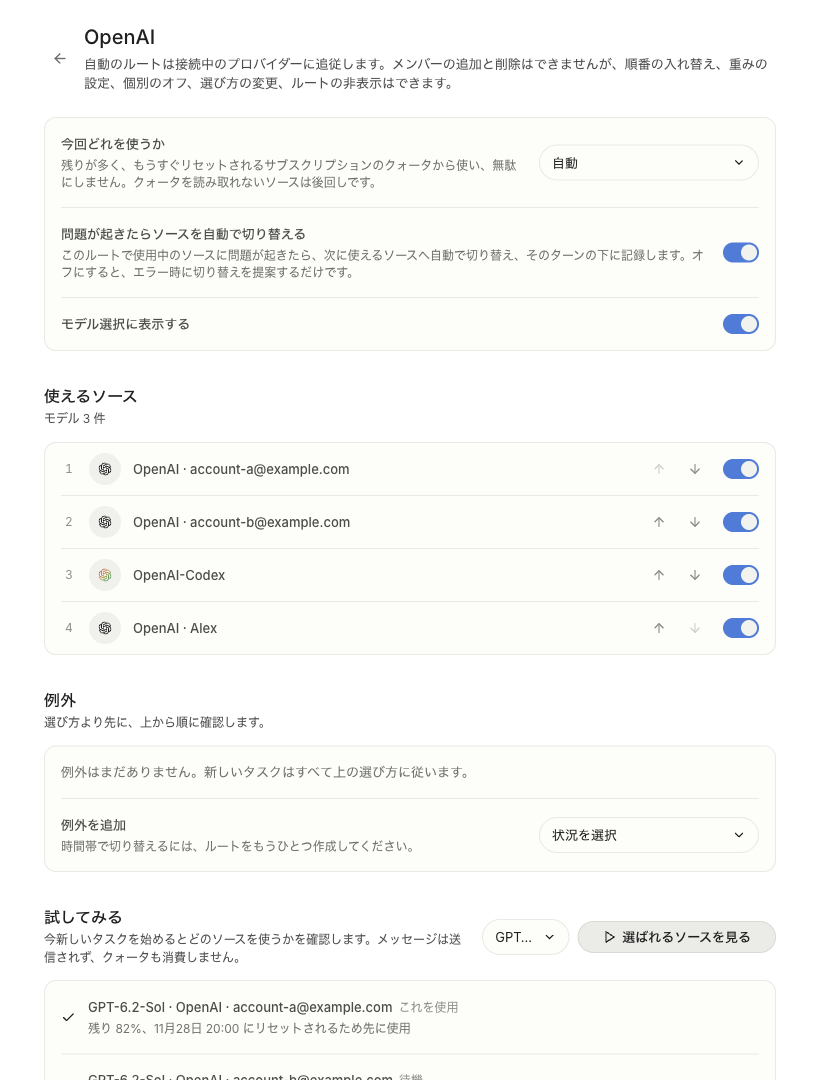 OpenAI
自動のルートは接続中のプロバイダーに追従します。メンバーの追加と削除はできませんが、順番の入れ替え、重みの
設定、個別のオフ、選び方の変更、ルートの非表示はできます。
今回どれを使うか
残りが多く、もうすぐリセットされるサブスクリプションのクォータから使い、無駄
にしません。クォータを読み取れないソースは後回しです。
自動
問題が起きたらソースを自動で切り替える
このルートで使用中のソースに問題が起きたら、次に使えるソースへ自動で切り替え、そのターンの下に記録します。オ
フにすると、エラー時に切り替えを提案するだけです。
モデル選択に表示する
使えるソース
モデル 3 件
1 OpenAI · account-a@example.com
2 OpenAI · account-b@example.com
3 OpenAI-Codex
4 OpenAI · Alex
例外
選び方より先に、上から順に確認します。
例外はまだありません。新しいタスクはすべて上の選び方に従います。
例外を追加
時間帯で切り替えるには、ルートをもうひとつ作成してください。
状況を選択
試してみる
今新しいタスクを始めるとどのソースを使うかを確認します。メッセージは送
信されず、クォータも消費しません。
GPT...
選ばれるソースを見る
GPT-6.2-Sol · OpenAI · account-a@example.com これを使用
残り 82%、11月28日 20:00 にリセットされるため先に使用
GPT-6.2-Sol · OpenAI · account-b@example.com 待機